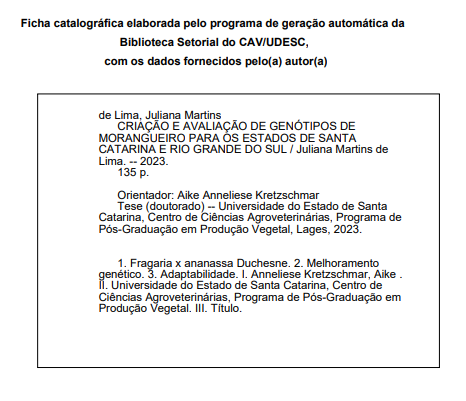 Ficha catalográfica elaborada pelo programa de geração automática da
Biblioteca Setorial do CAV/UDESC,
com os dados fornecidos pelo(a) autor(a)
de Lima, Juliana Martins
CRIAÇÃO E AVALIAÇÃO DE GENÓTIPOS DE
MORANGUEIRO PARA OS ESTADOS DE SANTA
CATARINA E RIO GRANDE DO SUL / Juliana Martins de
Lima. -- 2023.
135 p.
Orientador: Aike Anneliese Kretzschmar
Tese (doutorado) -- Universidade do Estado de Santa
Catarina, Centro de Ciências Agroveterinárias, Programa de
Pós-Graduação em Produção Vegetal, Lages, 2023.
1. Fragaria x ananassa Duchesne. 2. Melhoramento
genético. 3. Adaptabilidade. I. Anneliese Kretzschmar, Aike .
II. Universidade do Estado de Santa Catarina, Centro de
Ciências Agroveterinárias, Programa de Pós-Graduação em
Produção Vegetal. III. Título.